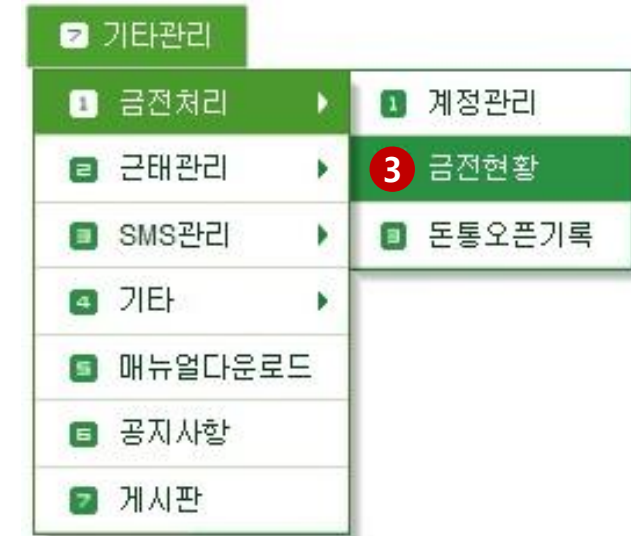 7 기타관리
1 금전처리
2 근태관리
3 SMS관리
4 기타
5 매뉴얼다운로드
6 공지사항
7 게시판
1 계정관리
3 금전현황
3 돈통오픈기록